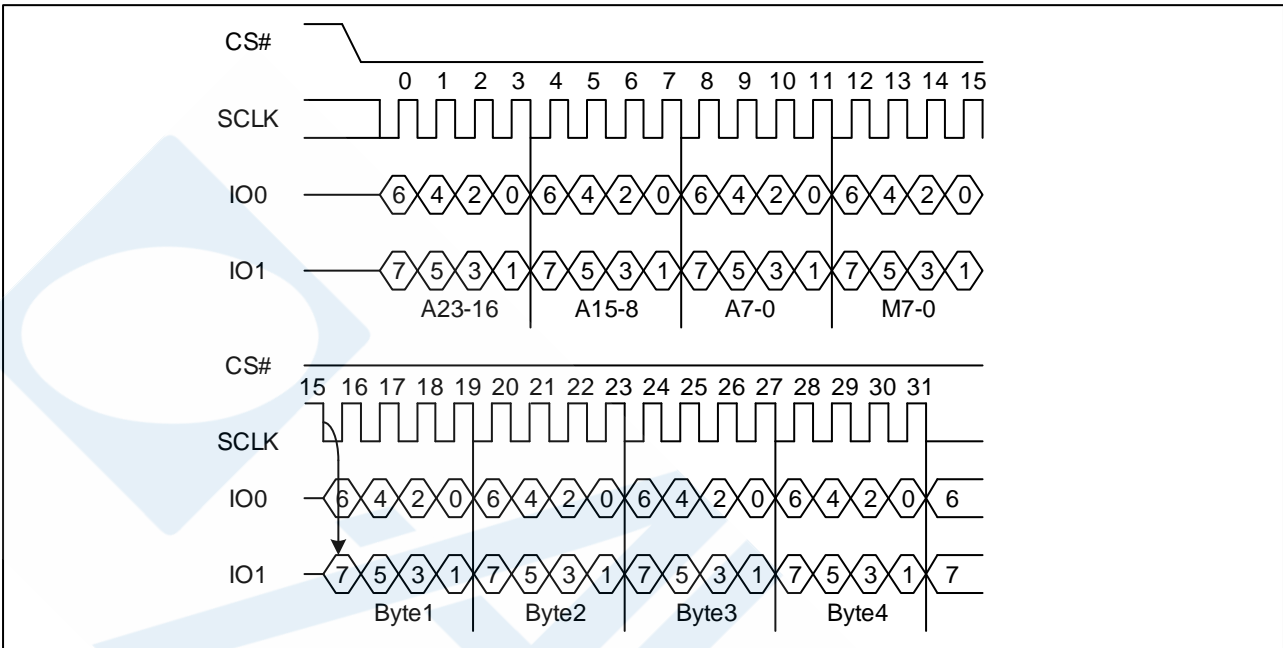 CS#
0 1 2 3 4 5 6 7 8 9 10 11 12 13 14 15
SCLK
IO0 6 4 2 0 6 4 2 0 6 4 2 0 6 4 2 0
IO1 7 5 3 1 7 5 3 1 7 5 3 1 7 5 3 1
A23-16 A15-8 A7-0 M7-0
CS#
15 16 17 18 19 20 21 22 23 24 25 26 27 28 29 30 31
SCLK
IO0 6 4 2 0 6 4 2 0 6 4 2 0 6 4 2 0 6
IO1 7 5 3 1 7 5 3 1 7 5 3 1 7 5 3 1 7
Byte1 Byte2 Byte3 Byte4